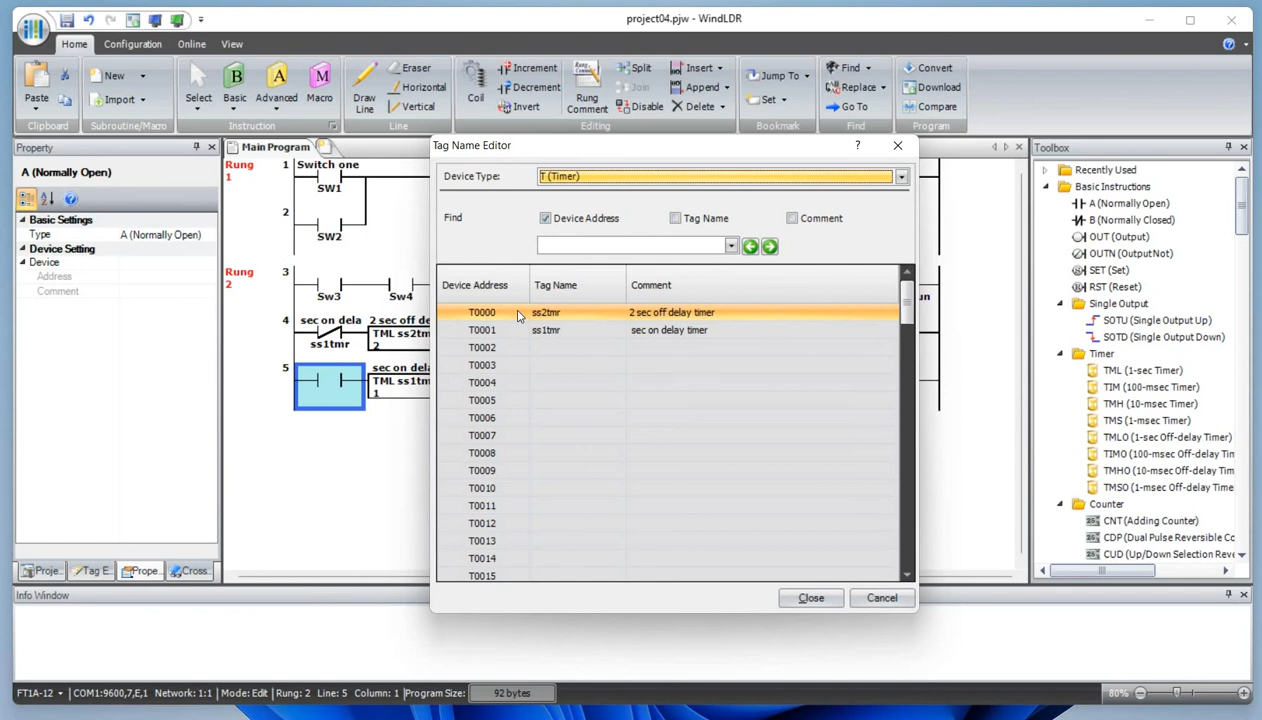 project04.pjw - WindLDR
Home Configuration Online View
Paste
Clipboard
New
Import
Subroutine/Macro
Select
Basic
Advanced
Macro
Instruction
Draw Line
Eraser
Horizontal
Vertical
Line
Coil
Increment
Decrement
Invert
Rung Comment
Split
Join
Disable
Insert
Append
Delete
Editing
Jump To
Set
Bookmark
Find
Replace
Go To
Find
Convert
Download
Compare
Program
Property
A (Normally Open)
Basic Settings
Type A (Normally Open)
Device Setting
Device
Address
Comment
Proje...
Tag E...
Prope...
Cross...
Main Program
Rung 1
1 Switch one
SW1
2
SW2
Rung 2
3
Sw3 Sw4
un
4 sec on dela 2 sec off de
TML ss2tm
ss1tmr 2
5 sec on dela
TML ss1tm
1
Tag Name Editor
?
Device Type: T (Timer)
Find Device Address Tag Name Comment
Device Address Tag Name Comment
T0000 ss2tmr 2 sec off delay timer
T0001 ss1tmr sec on delay timer
T0002
T0003
T0004
T0005
T0006
T0007
T0008
T0009
T0010
T0011
T0012
T0013
T0014
T0015
Close Cancel
Toolbox
Recently Used
Basic Instructions
A (Normally Open)
B (Normally Closed)
OUT (Output)
OUTN (OutputNot)
SET (Set)
RST (Reset)
Single Output
SOTU (Single Output Up)
SOTD (Single Output Down)
Timer
TML (1-sec Timer)
TIM (100-msec Timer)
TMH (10-msec Timer)
TMS (1-msec Timer)
TMLO (1-sec Off-delay Timer)
TIMO (100-msec Off-delay Tim
TMHO (10-msec Off-delay Time
TMSO (1-msec Off-delay Time
Counter
CNT (Adding Counter)
CDP (Dual Pulse Reversible Co
CUD (Up/Down Selection Reve
Info Window
FT1A-12 COM1:9600,7,E,1 Network: 1:1 Mode: Edit Rung: 2 Line: 5 Column: 1 Program Size: 92 bytes 80%